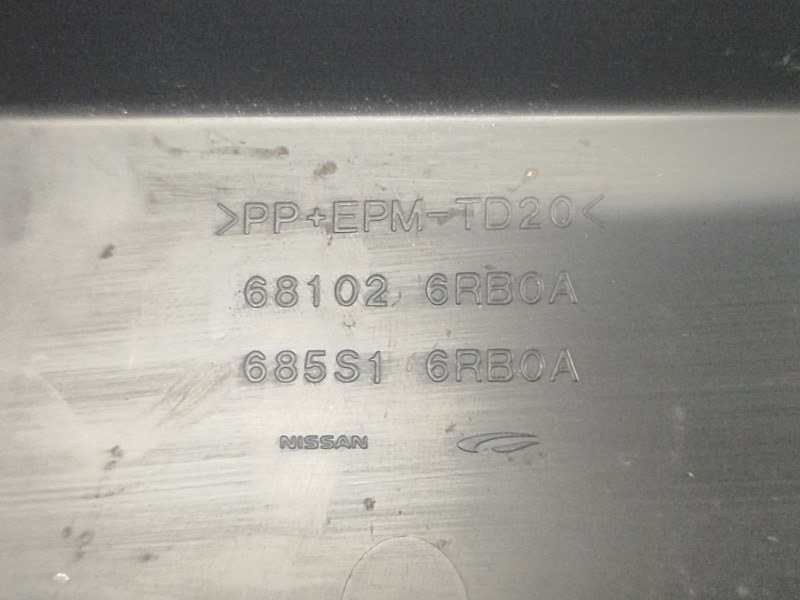 >PP+EPM-TD20<
68102 6RB0A
685S1 6RB0A
NISSAN